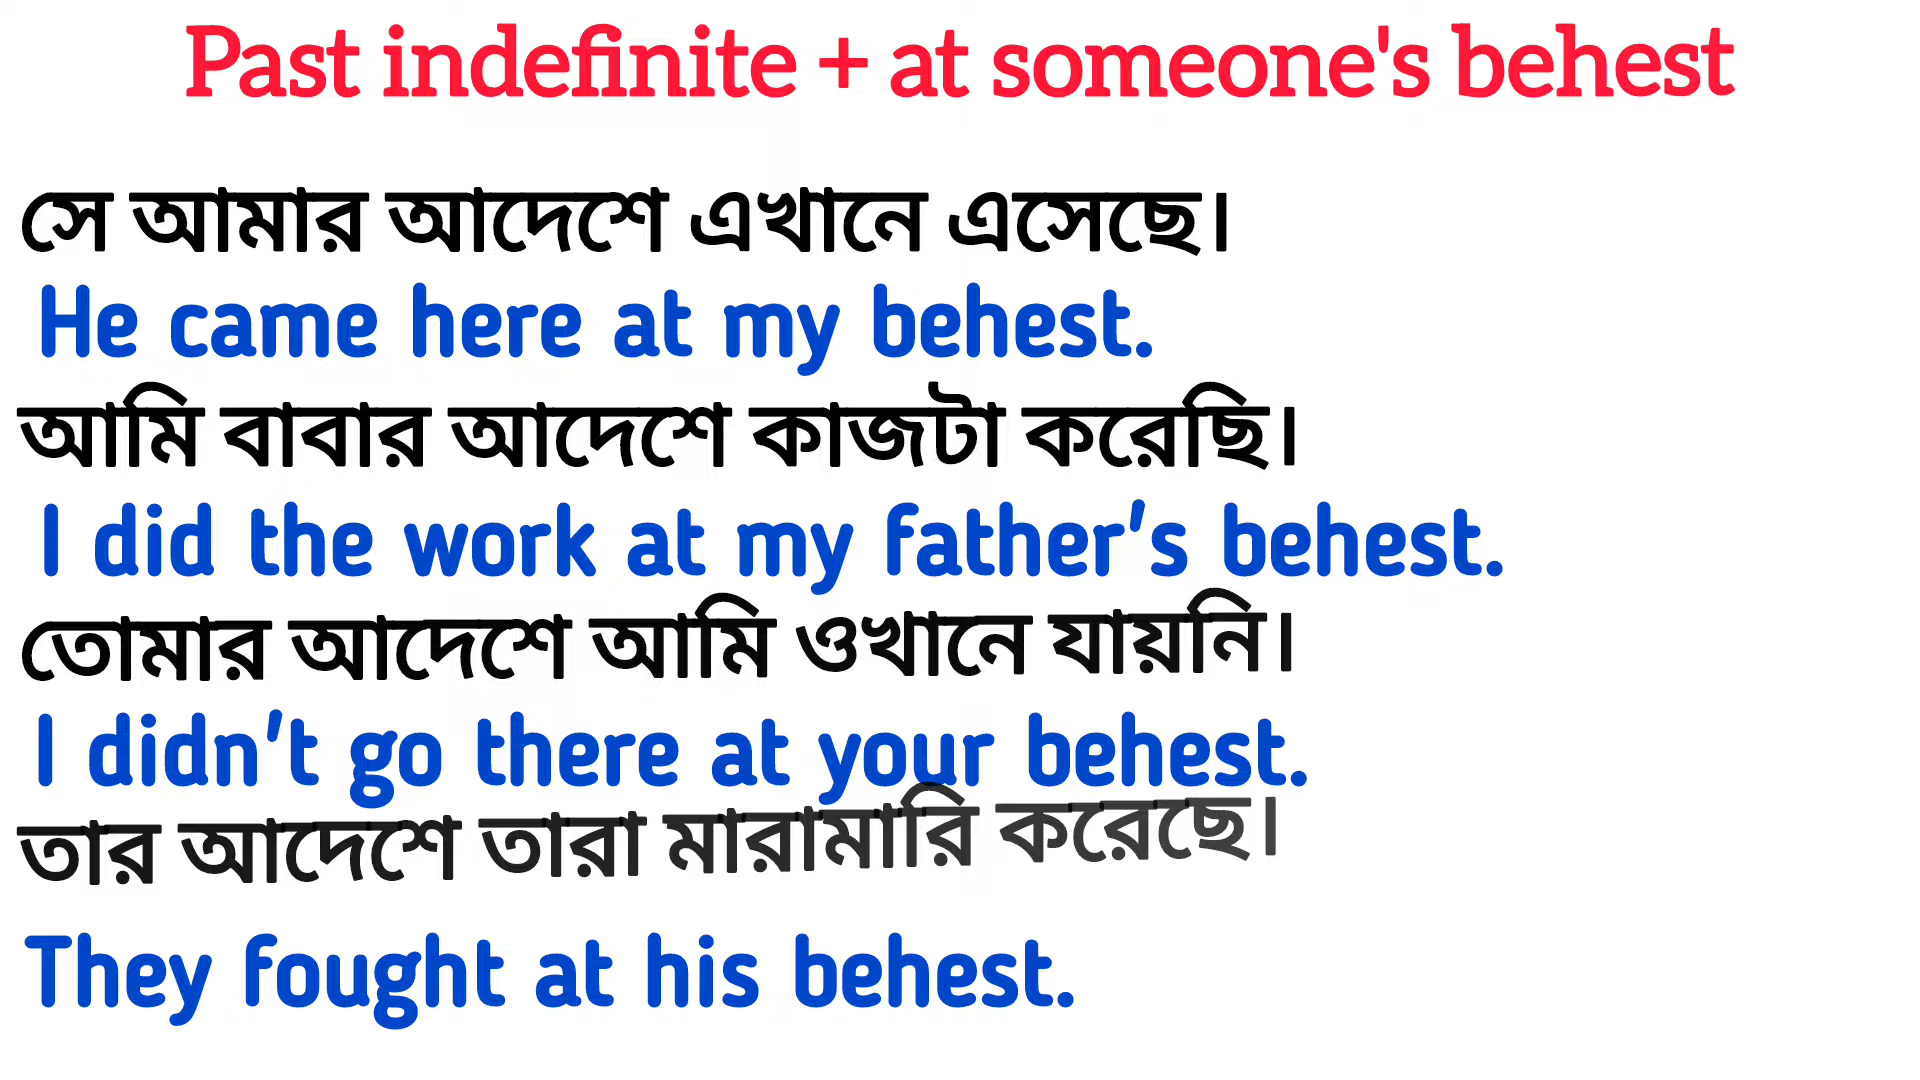 Past indefinite + at someone's behest
সে আমার আদেশে এখানে এসেছে।
He came here at my behest.
আমি বাবার আদেশে কাজটা করেছি।
I did the work at my father's behest.
তোমার আদেশে আমি ওখানে যায়নি।
I didn't go there at your behest.
তার আদেশে তারা মারামারি করেছে।
They fought at his behest.